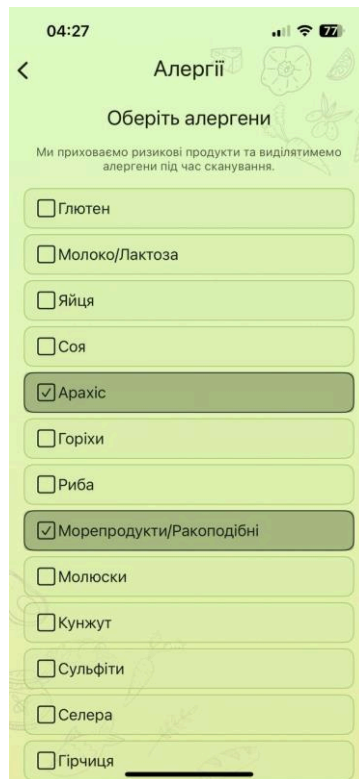 04:27
77
Алергії
Оберіть алергени
Ми приховаємо ризикові продукти та виділятимемо
алергени під час сканування.
Глютен
Молоко/Лактоза
Яйця
Соя
Арахіс
Горіхи
Риба
Морепродукти/Ракоподібні
Молюски
Кунжут
Сульфіти
Селера
Гірчиця